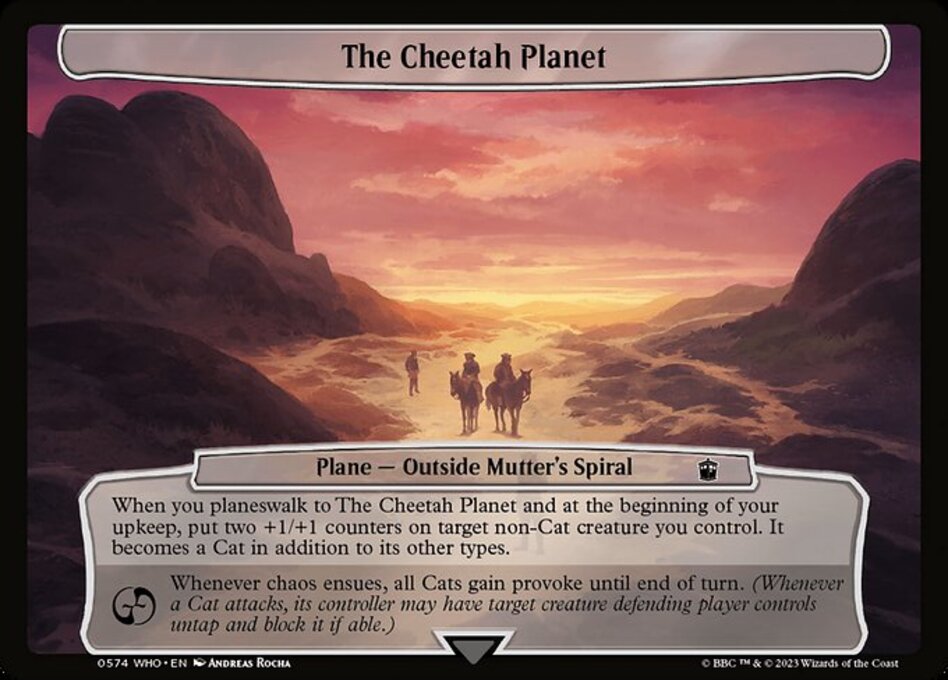 The Cheetah Planet
Plane — Outside Mutter's Spiral
When you planeswalk to The Cheetah Planet and at the beginning of your
upkeep, put two +1/+1 counters on target non-Cat creature you control. It
becomes a Cat in addition to its other types.
Whenever chaos ensues, all Cats gain provoke until end of turn. (Whenever
a Cat attacks, its controller may have target creature defending player controls
untap and block it if able.)
0574 WHO • EN Andreas Rocha
© BBC ™ & © 2023 Wizards of the Coast